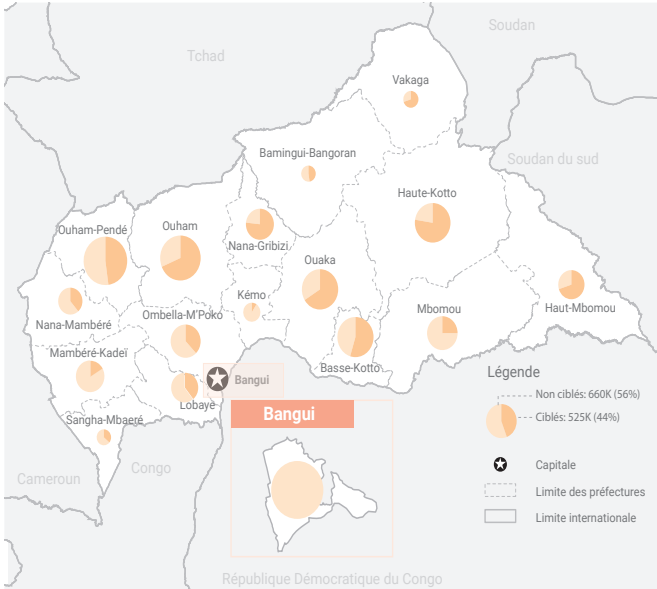 Soudan
Tchad
Vakaga
Bamingui-Bangoran
Soudan du sud
Haute-Kotto
Ouham-Pendé
Ouham
Nana-Gribizi
Ouaka
Kémo
Haut-Mbomou
Nana-Mambéré
Ombella-M'Poko
Mbomou
Mambéré-Kadeï
Basse-Kotto
Bangui
Lobaye
Sangha-Mbaeré
Légende
Non ciblés: 660K (56%)
Ciblés: 525K (44%)
Bangui
Capitale
Limite des préfectures
Limite internationale
Cameroun
Congo
République Démocratique du Congo